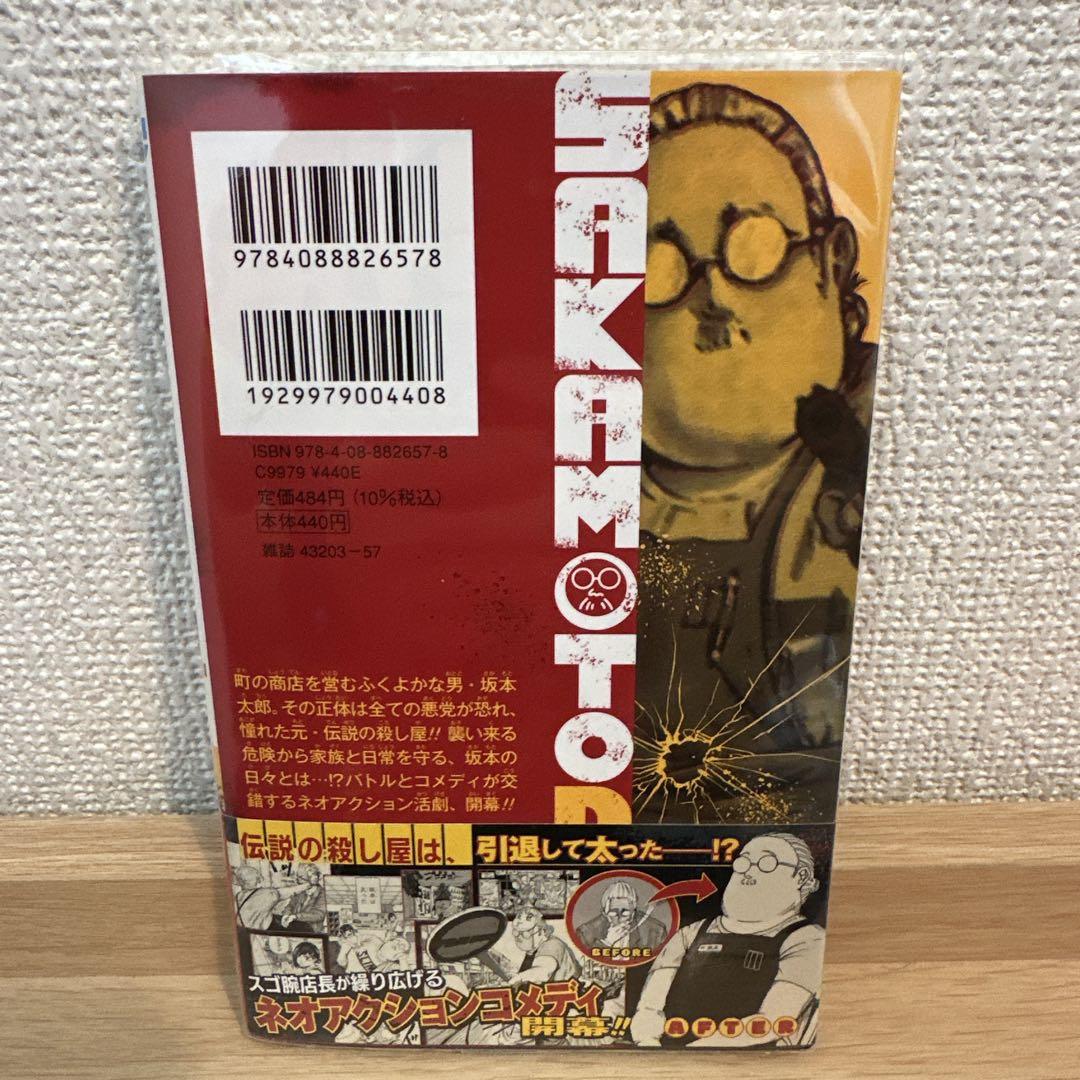 9784088826578
1929979004408
ISBN 978-4-08-882657-8
C9979 ¥440E
定価484円(10%税込)
本体440円
雑誌 43203-57
SAKAMOTO D
町の商店を営むふくよかな男・坂本
太郎。その正体は全ての悪党が恐れ、
憧れた元・伝説の殺し屋!! 襲い来る
危険から家族と日常を守る、坂本の
日々とは…!?バトルとコメディが交
錯するネオアクション活劇、開幕!!
伝説の殺し屋は、引退して太った——!?
BEFORE
スゴ腕店長が繰り広げる
ネオアクションコメディ
開幕!!
AFTER